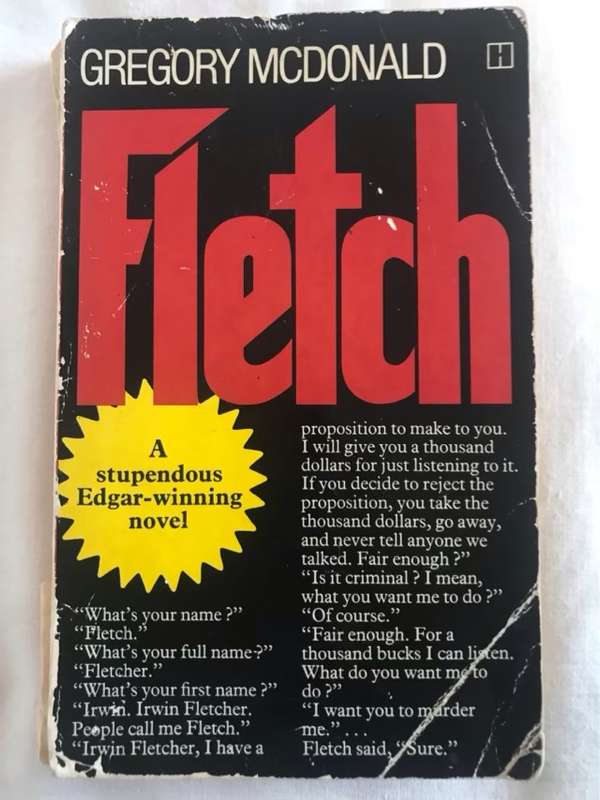 GREGORY MCDONALD
H
Fletch
A
stupendous
Edgar-winning
novel
“What’s your name ?”
“Fletch.”
“What’s your full name ?”
“Fletcher.”
“What’s your first name ?”
“Irwin. Irwin Fletcher.
People call me Fletch.”
“Irwin Fletcher, I have a
proposition to make to you.
I will give you a thousand
dollars for just listening to it.
If you decide to reject the
proposition, you take the
thousand dollars, go away,
and never tell anyone we
talked. Fair enough ?”
“Is it criminal ? I mean,
what you want me to do ?”
“Of course.”
“Fair enough. For a
thousand bucks I can listen.
What do you want me to
do ?”
“I want you to murder
me.” . . .
Fletch said, “Sure.”